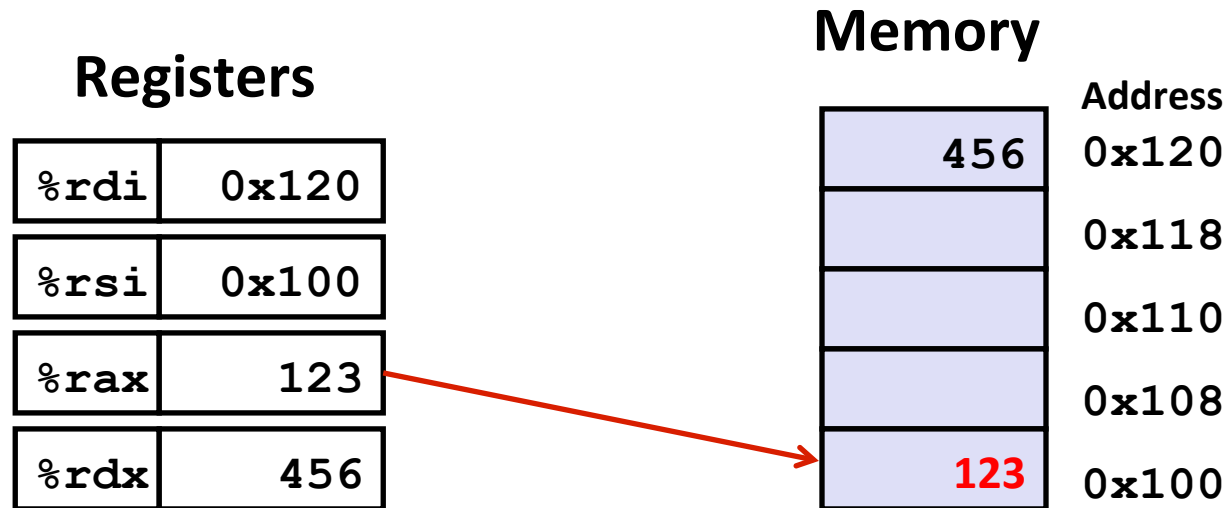 Registers
%rdi 0x120
%rsi 0x100
%rax 123
%rdx 456
Memory
Address
456 0x120
0x118
0x110
0x108
123 0x100